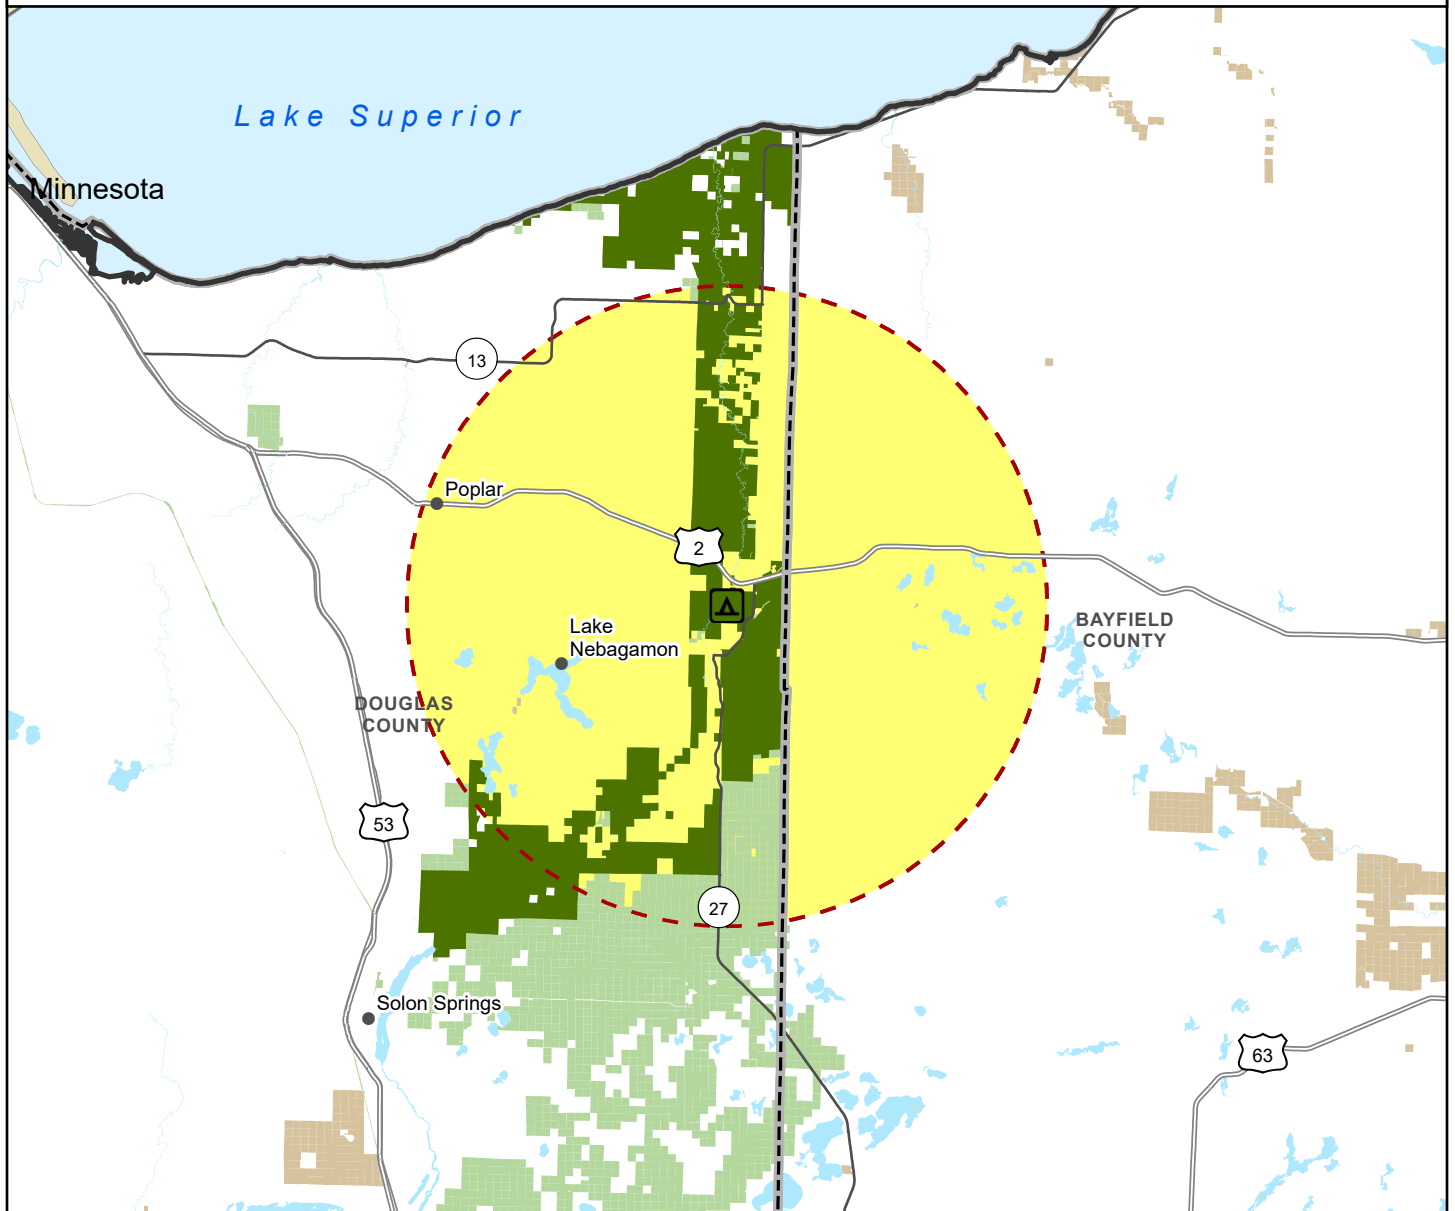 Lake Superior
Minnesota
13
Poplar
2
Lake
Nebagamon
BAYFIELD
COUNTY
DOUGLAS
COUNTY
53
27
Solon Springs
63